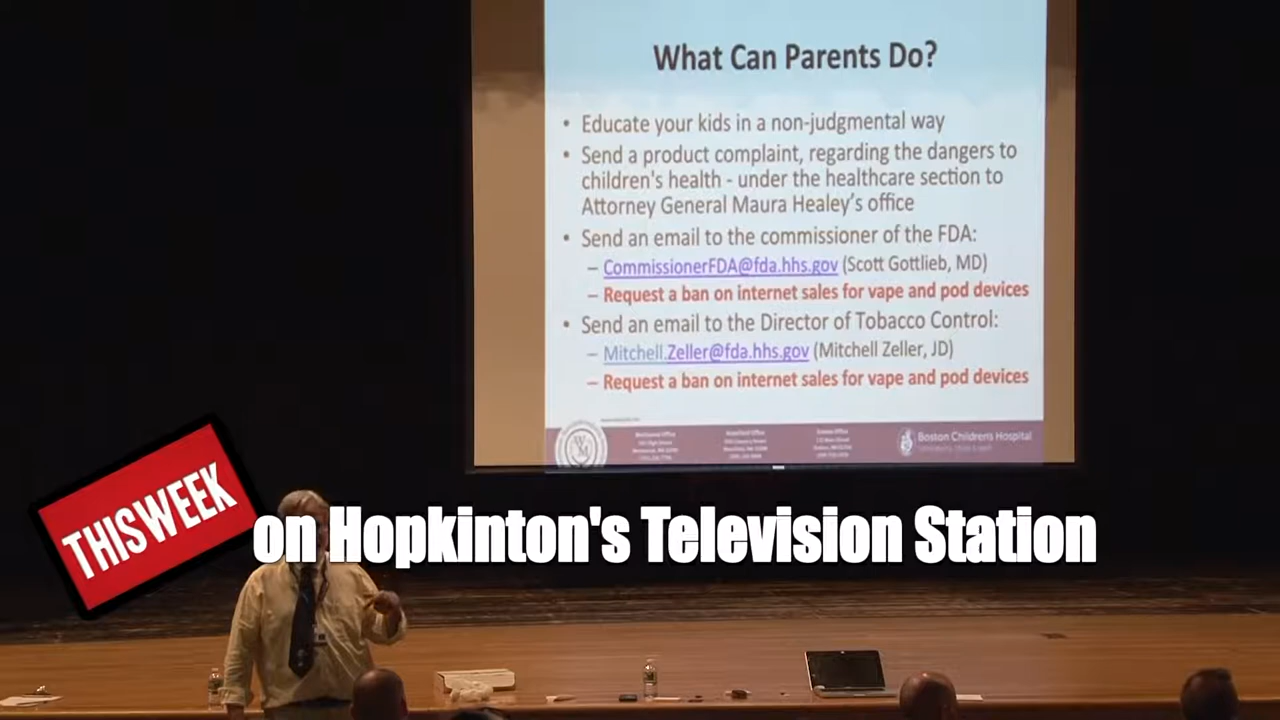 What Can Parents Do?
• Educate your kids in a non-judgmental way
• Send a product complaint, regarding the dangers to
children's health - under the healthcare section to
Attorney General Maura Healey's office
• Send an email to the commissioner of the FDA:
– CommissionerFDA@fda.hhs.gov (Scott Gottlieb, MD)
– Request a ban on internet sales for vape and pod devices
• Send an email to the Director of Tobacco Control:
– Mitchell.Zeller@fda.hhs.gov (Mitchell Zeller, JD)
– Request a ban on internet sales for vape and pod devices
Boston Children's Hospital
THIS WEEK
on Hopkinton's Television Station